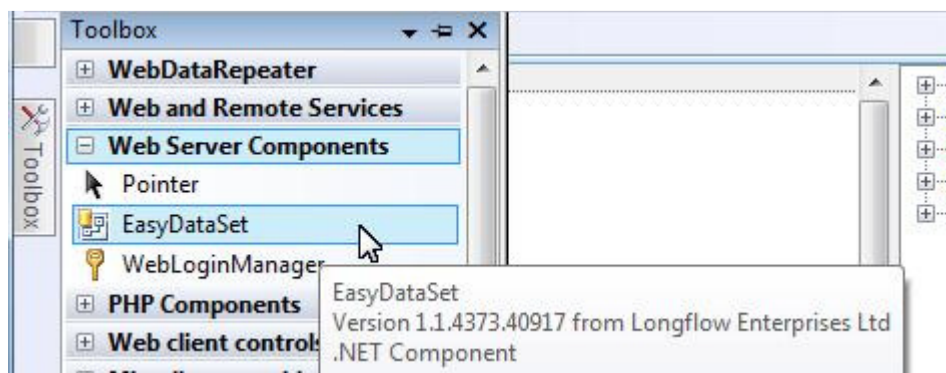 Toolbox
WebDataRepeater
Web and Remote Services
Web Server Components
Toolbox
Pointer
EasyDataSet
WebLoginManager
PHP Components
Web client controls
EasyDataSet
Version 1.1.4373.40917 from Longflow Enterprises Ltd
.NET Component